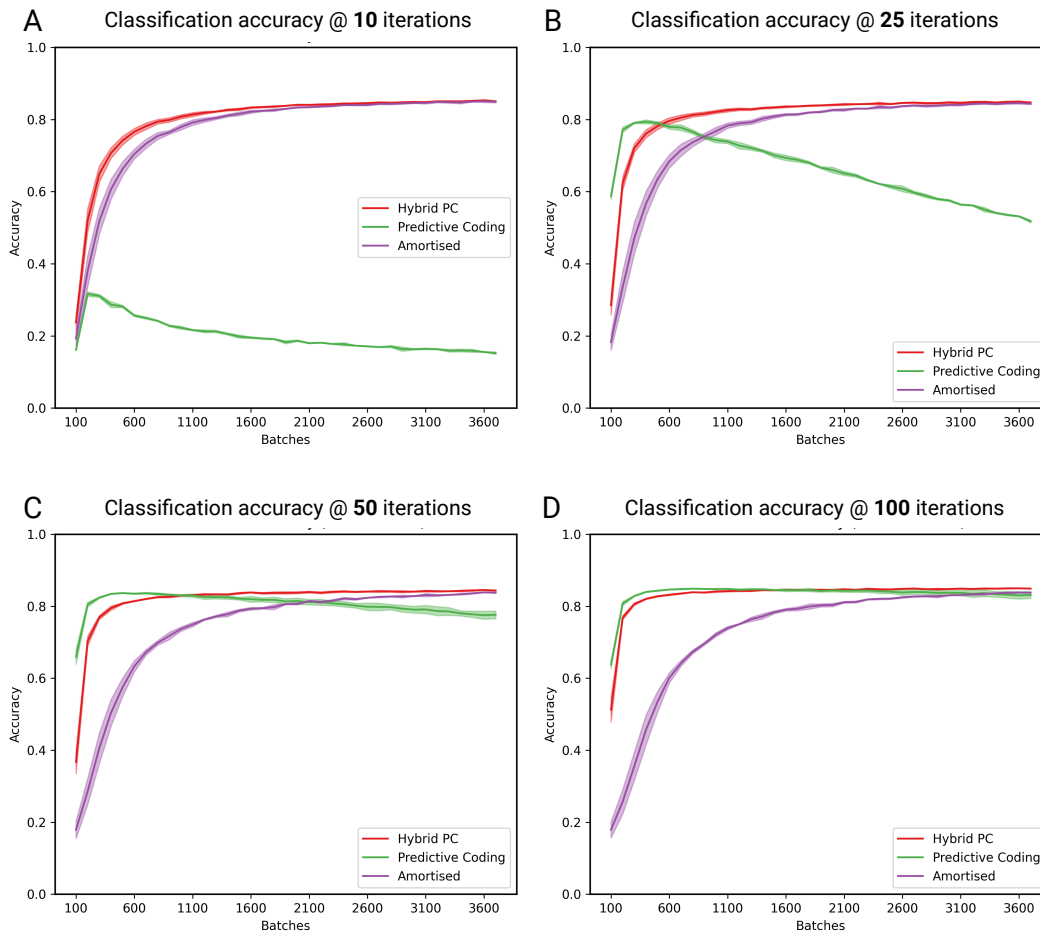 A Classification accuracy @ 10 iterations
1.0
0.8
0.6
0.4
0.2
0.0
Accuracy
Hybrid PC
Predictive Coding
Amortised
100 600 1100 1600 2100 2600 3100 3600
Batches
B Classification accuracy @ 25 iterations
1.0
0.8
0.6
0.4
0.2
0.0
Accuracy
Hybrid PC
Predictive Coding
Amortised
100 600 1100 1600 2100 2600 3100 3600
Batches
C Classification accuracy @ 50 iterations
1.0
0.8
0.6
0.4
0.2
0.0
Accuracy
Hybrid PC
Predictive Coding
Amortised
100 600 1100 1600 2100 2600 3100 3600
Batches
D Classification accuracy @ 100 iterations
1.0
0.8
0.6
0.4
0.2
0.0
Accuracy
Hybrid PC
Predictive Coding
Amortised
100 600 1100 1600 2100 2600 3100 3600
Batches